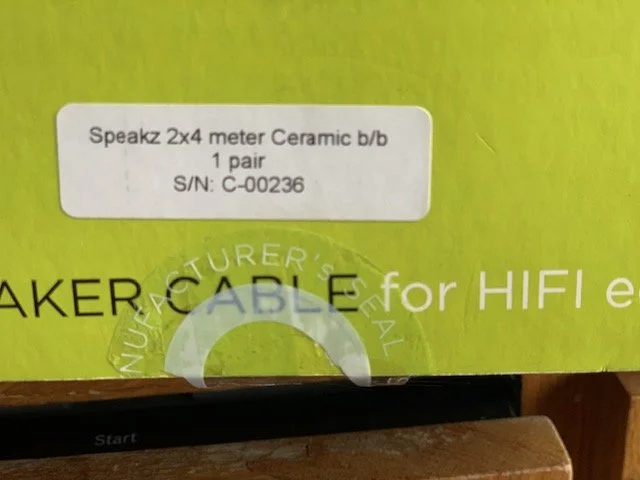 Speakz 2x4 meter Ceramic b/b
1 pair
S/N: C-00236
NUFACTURER's SEAL
AKER CABLE for HIFI e
Start